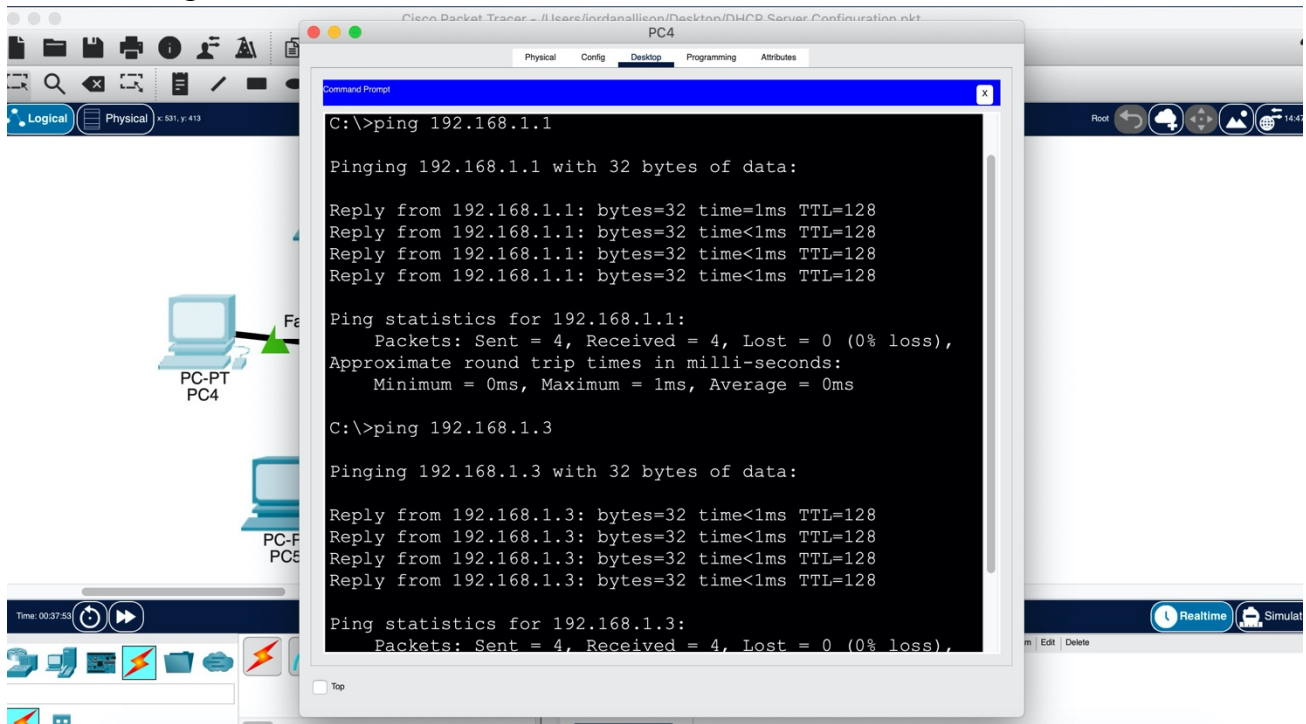 Cisco Packet Tracer - /Users/jordanallison/Desktop/DHCP Server Configuration.pkt
PC4
Physical Config Desktop Programming Attributes
Command Prompt
X
Logical
Physical
x: 531, y: 413
Root
14:47
C:\>ping 192.168.1.1
Pinging 192.168.1.1 with 32 bytes of data:
Reply from 192.168.1.1: bytes=32 time=1ms TTL=128
Reply from 192.168.1.1: bytes=32 time<1ms TTL=128
Reply from 192.168.1.1: bytes=32 time<1ms TTL=128
Reply from 192.168.1.1: bytes=32 time<1ms TTL=128
Ping statistics for 192.168.1.1:
Packets: Sent = 4, Received = 4, Lost = 0 (0% loss),
Approximate round trip times in milli-seconds:
Minimum = 0ms, Maximum = 1ms, Average = 0ms
C:\>ping 192.168.1.3
Pinging 192.168.1.3 with 32 bytes of data:
Reply from 192.168.1.3: bytes=32 time<1ms TTL=128
Reply from 192.168.1.3: bytes=32 time<1ms TTL=128
Reply from 192.168.1.3: bytes=32 time<1ms TTL=128
Reply from 192.168.1.3: bytes=32 time<1ms TTL=128
Ping statistics for 192.168.1.3:
Packets: Sent = 4, Received = 4, Lost = 0 (0% loss),
Fa
PC-PT
PC4
PC5
Time: 00:37:53
Realtime
Simulat
Edit Delete
Top